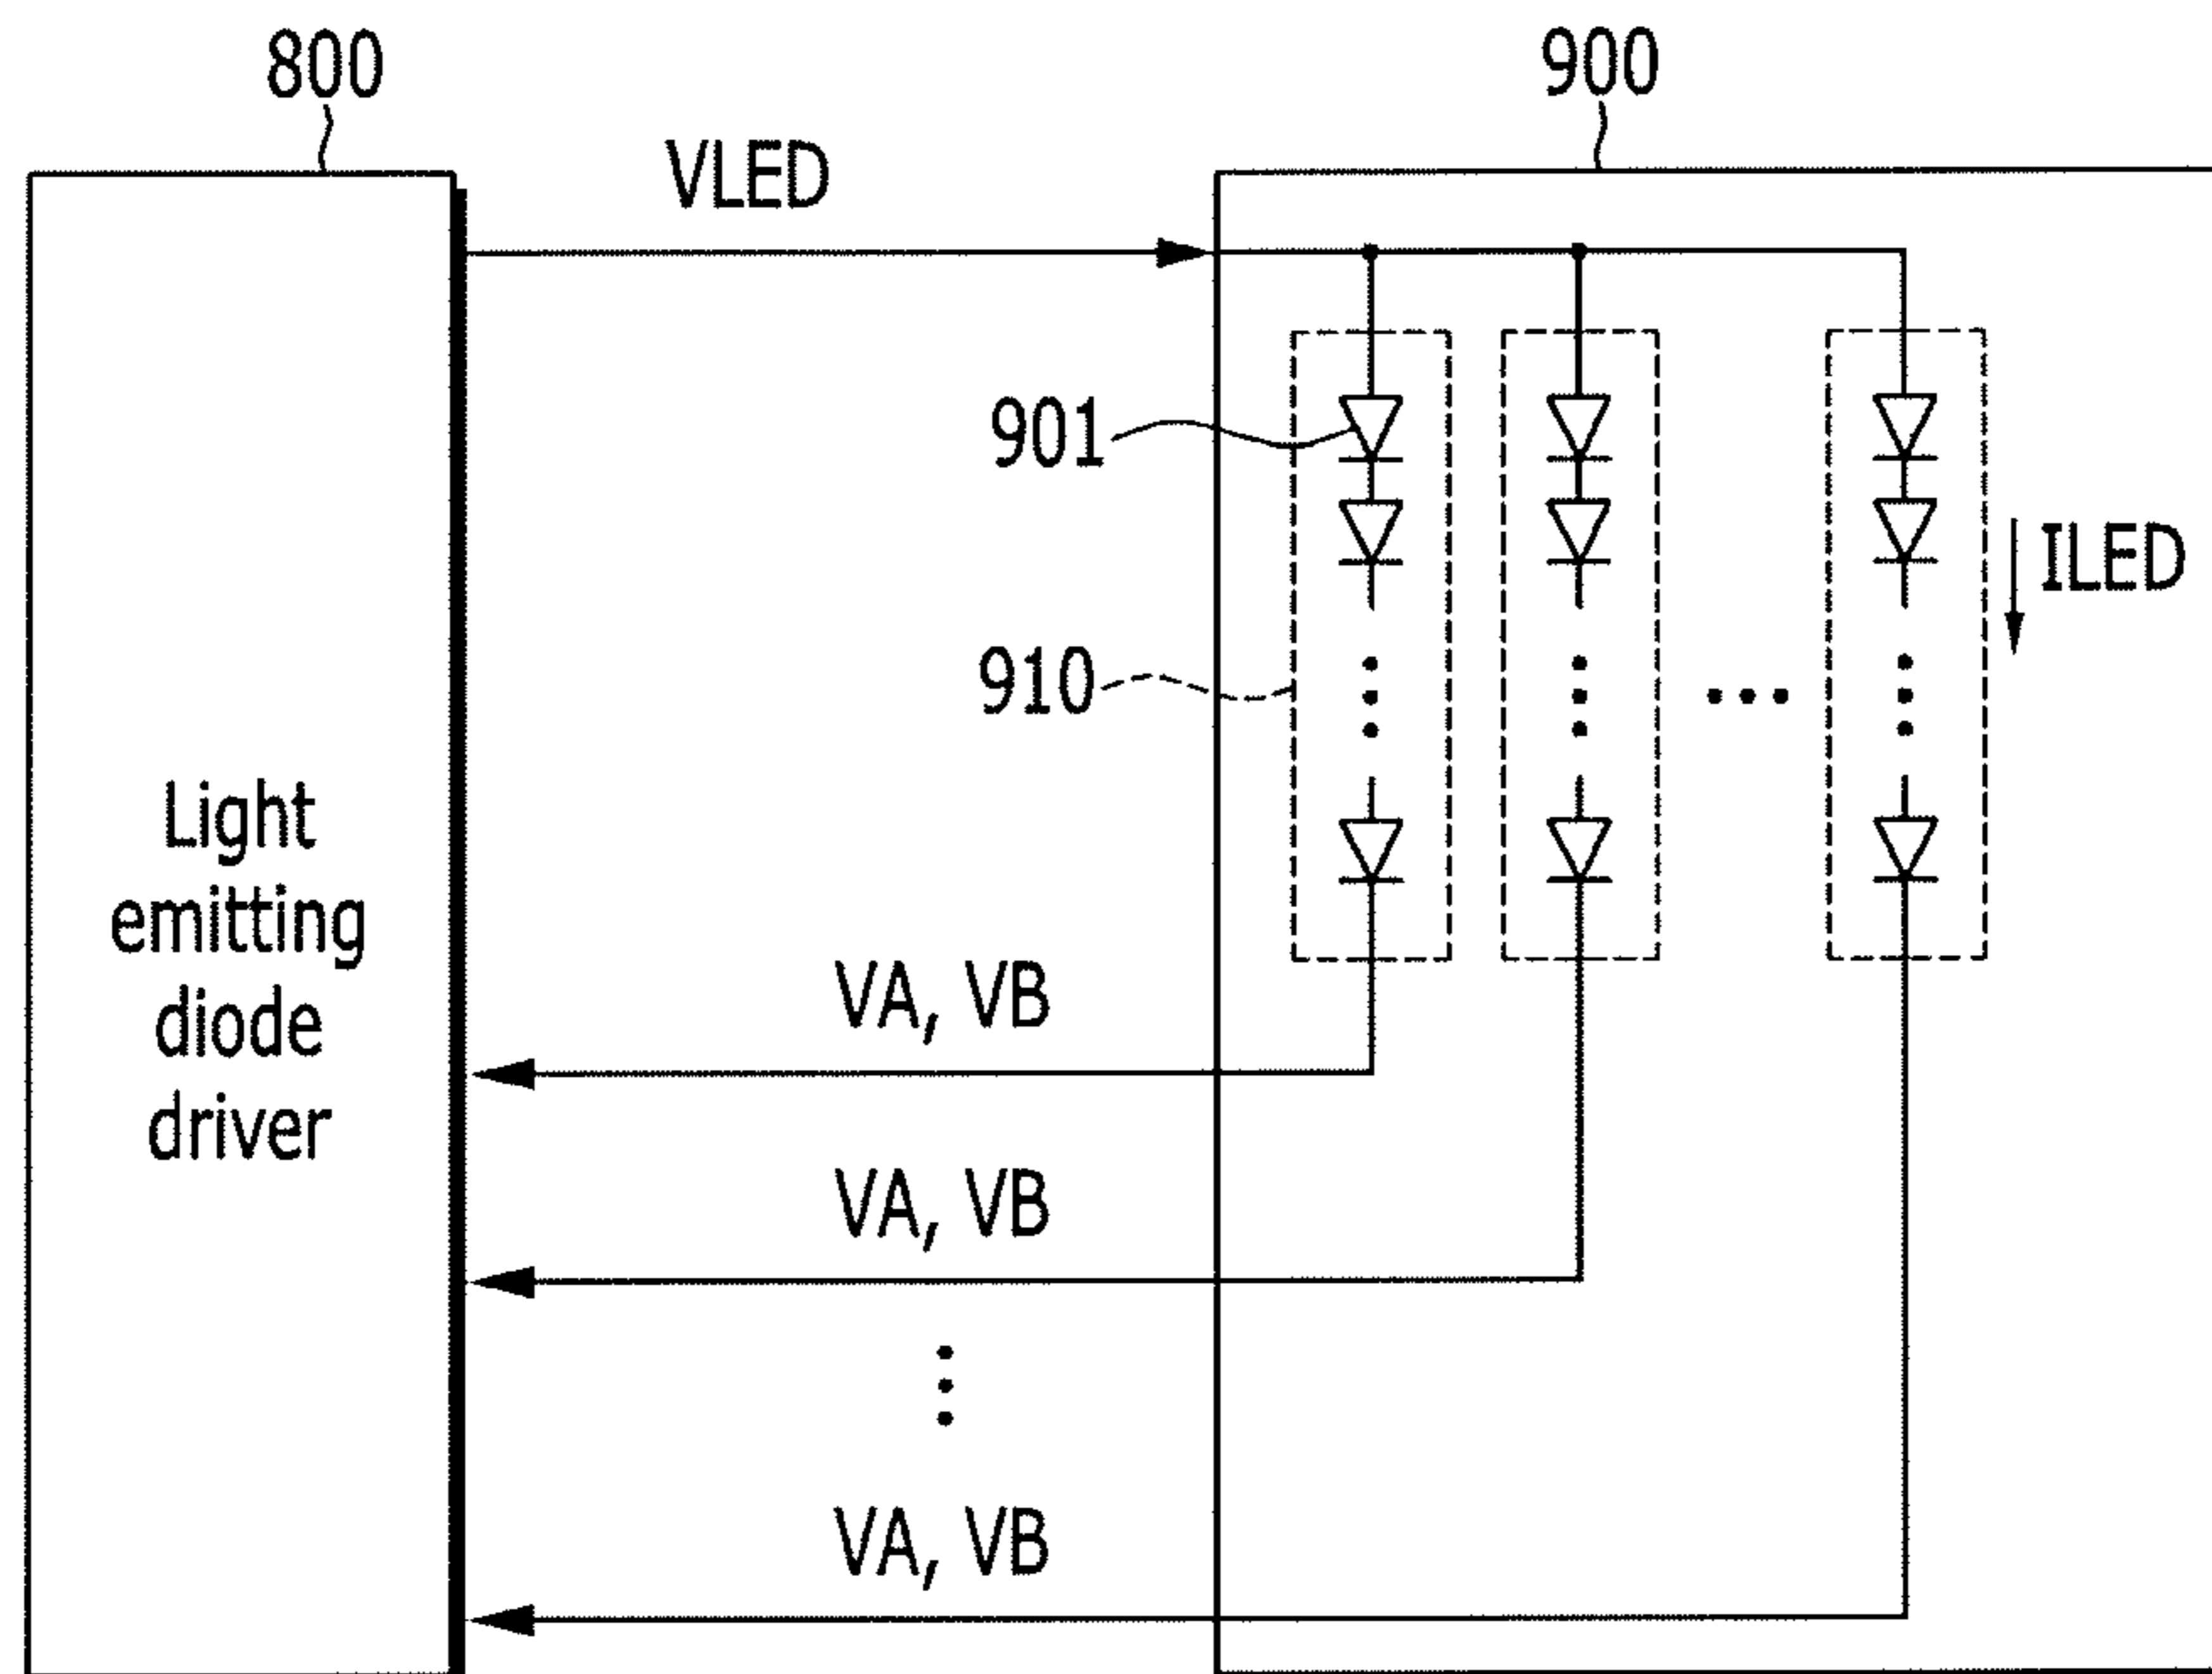 800
900
VLED
901
ILED
910
Light
emitting
diode
driver
VA, VB
VA, VB
VA, VB